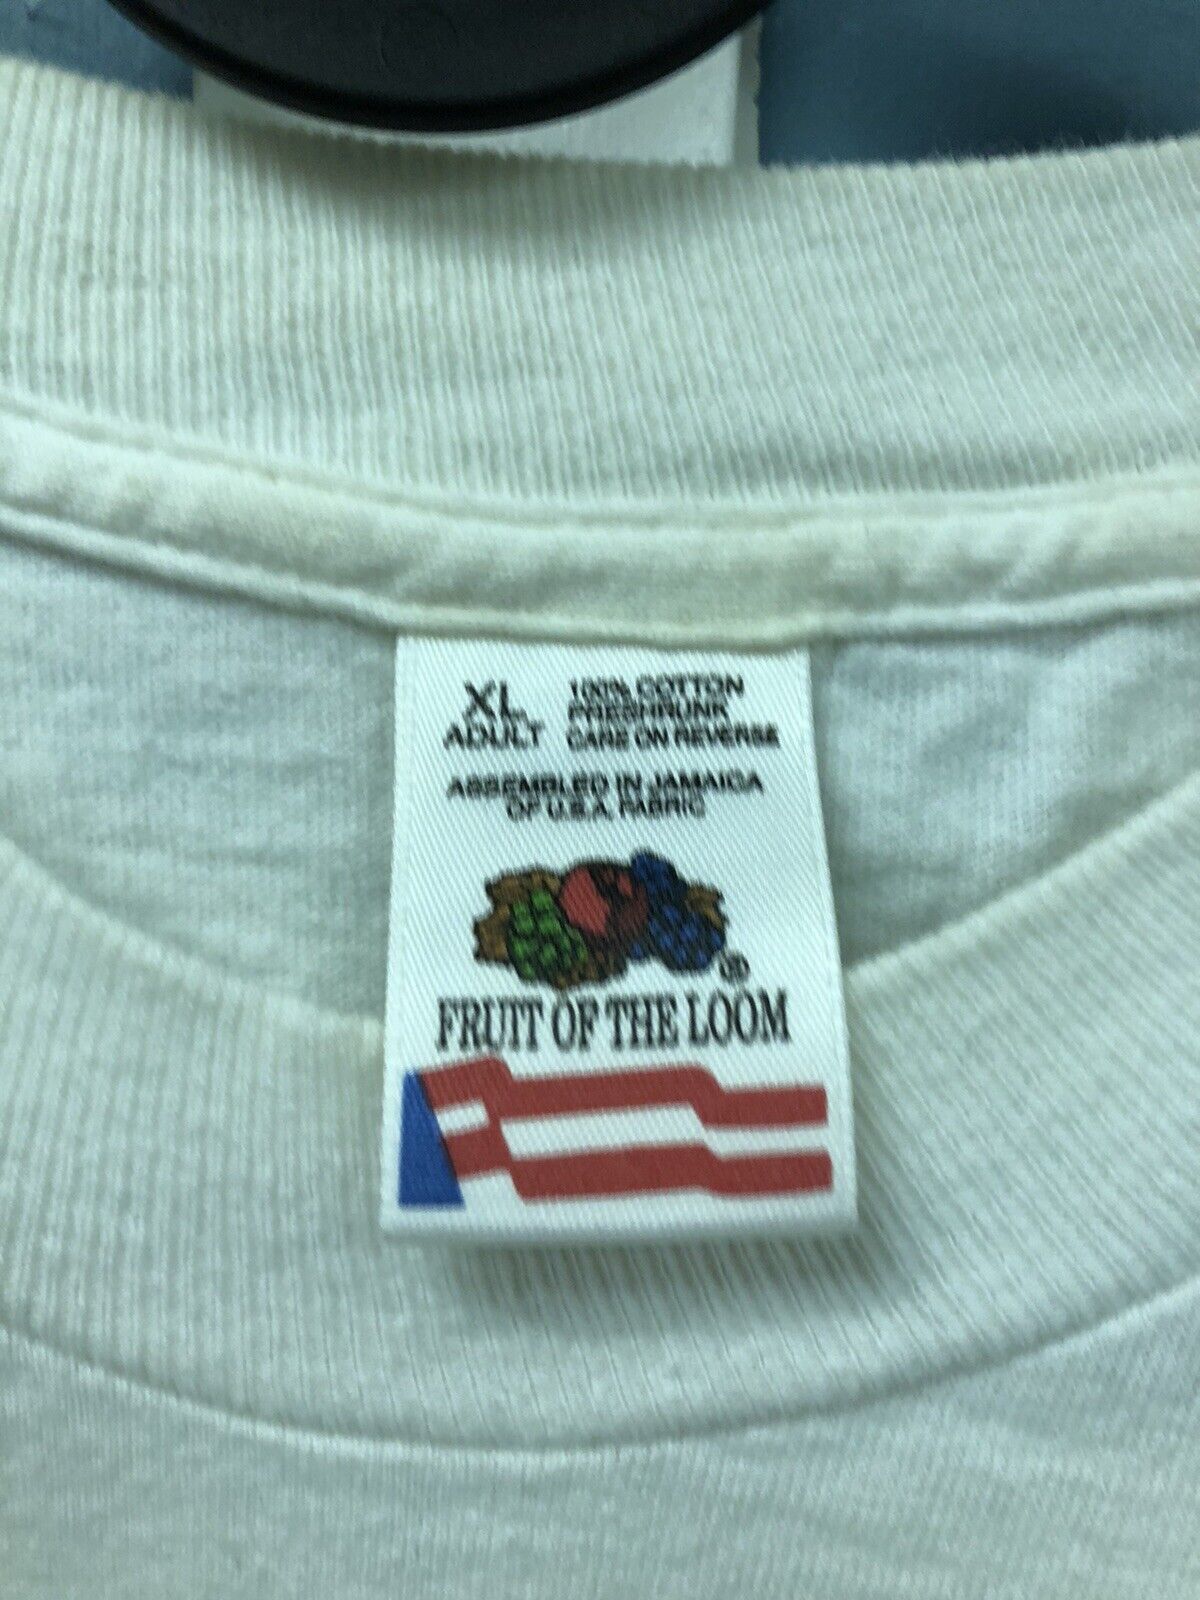 XL
ADULT
100% COTTON
PRESHRUNK
CARE ON REVERSE
ASSEMBLED IN JAMAICA
OF U.S.A. FABRIC
®
FRUIT OF THE LOOM